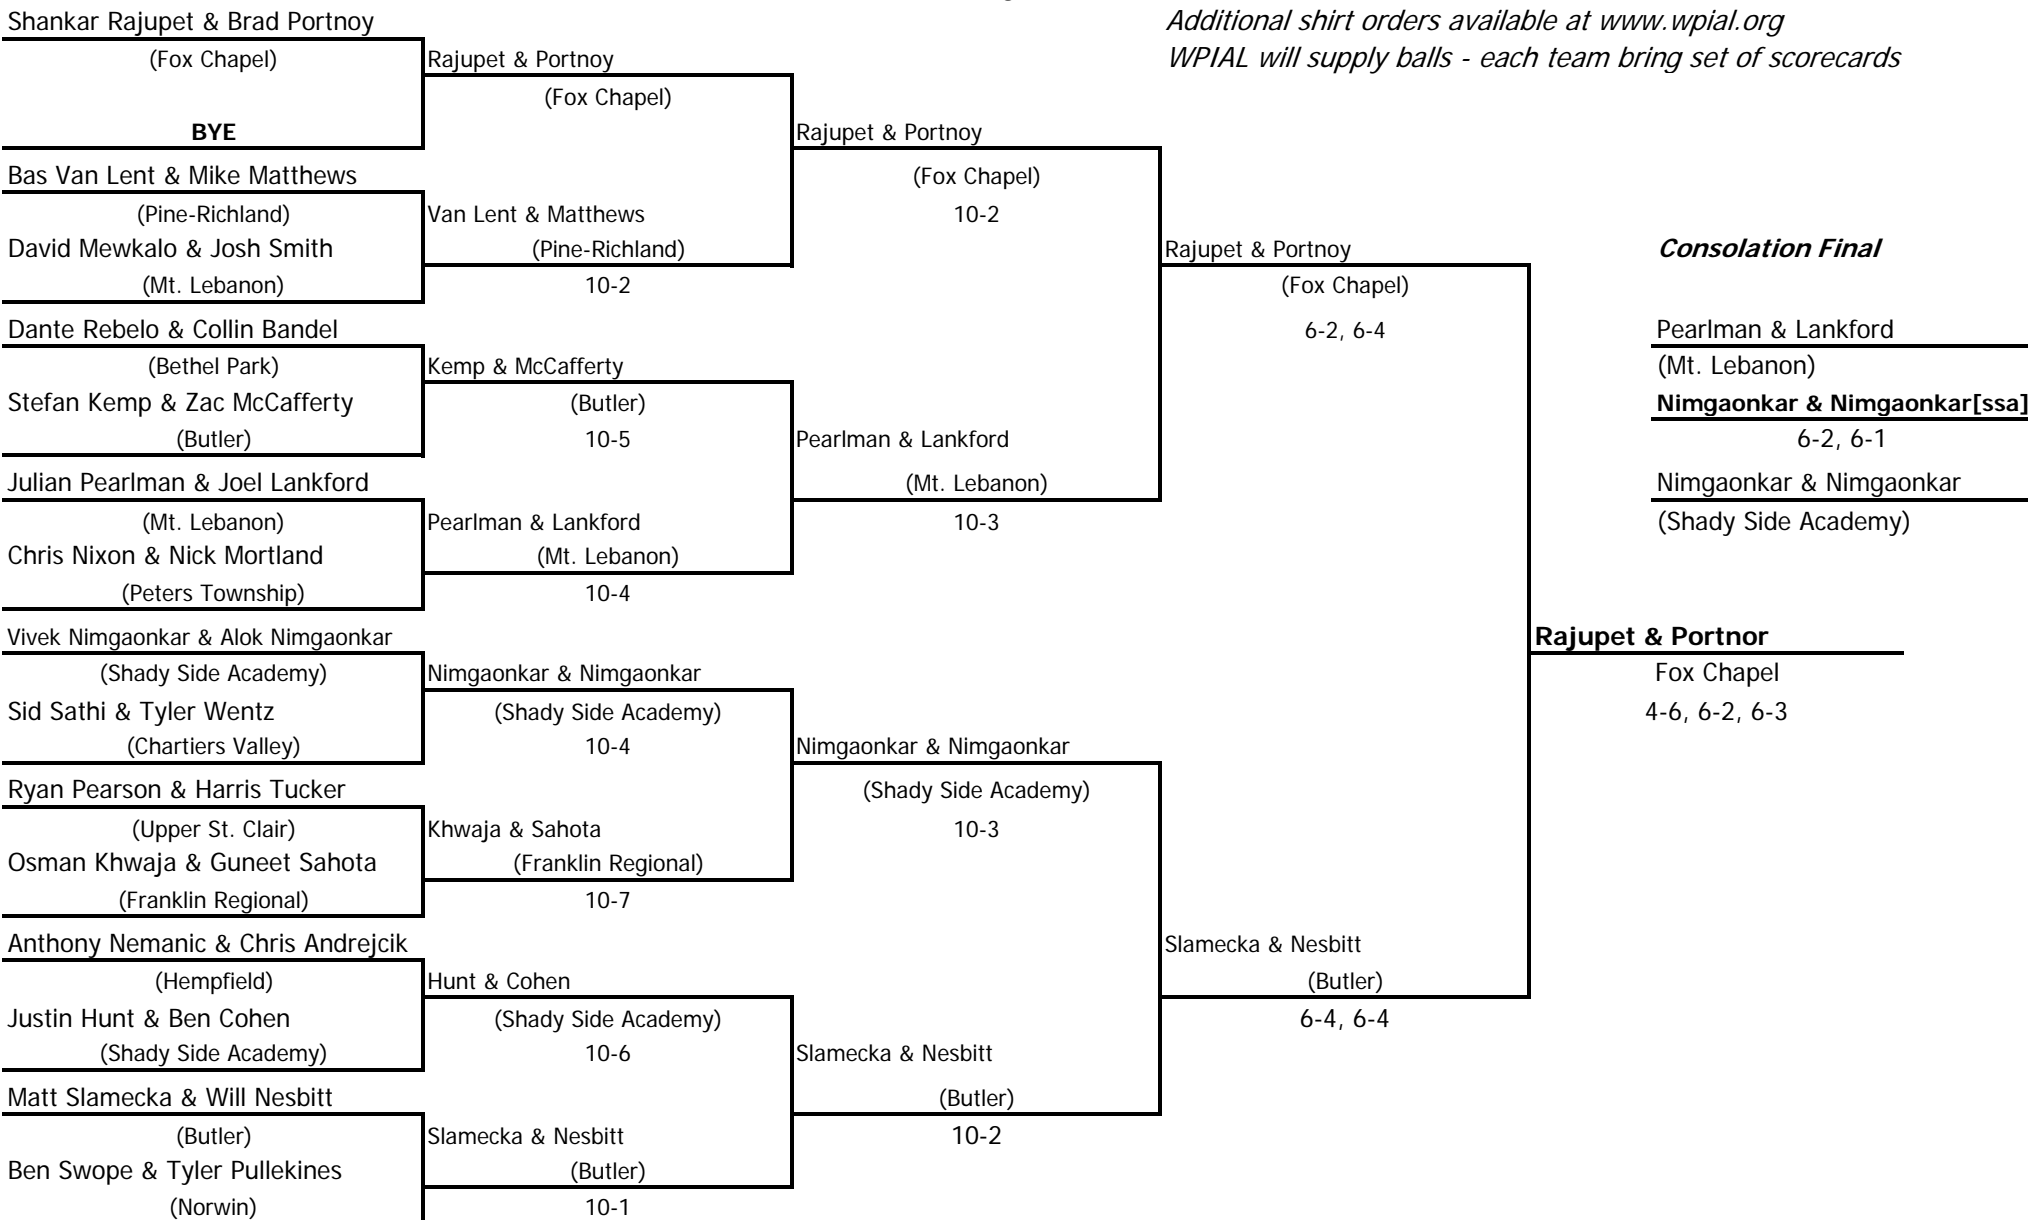 Shankar Rajupet & Brad Portnoy
(Fox Chapel)
BYE
Bas Van Lent & Mike Matthews
(Pine-Richland)
David Mewkalo & Josh Smith
(Mt. Lebanon)
Dante Rebelo & Collin Bandel
(Bethel Park)
Stefan Kemp & Zac McCafferty
(Butler)
Julian Pearlman & Joel Lankford
(Mt. Lebanon)
Chris Nixon & Nick Mortland
(Peters Township)
Vivek Nimgaonkar & Alok Nimgaonkar
(Shady Side Academy)
Sid Sathi & Tyler Wentz
(Chartiers Valley)
Ryan Pearson & Harris Tucker
(Upper St. Clair)
Osman Khwaja & Guneet Sahota
(Franklin Regional)
Anthony Nemanic & Chris Andrejcik
(Hempfield)
Justin Hunt & Ben Cohen
(Shady Side Academy)
Matt Slamecka & Will Nesbitt
(Butler)
Ben Swope & Tyler Pullekines
(Norwin)
Rajupet & Portnoy
(Fox Chapel)
Van Lent & Matthews
(Pine-Richland)
10-2
Kemp & McCafferty
(Butler)
10-5
Pearlman & Lankford
(Mt. Lebanon)
10-4
Nimgaonkar & Nimgaonkar
(Shady Side Academy)
10-4
Khwaja & Sahota
(Franklin Regional)
10-7
Hunt & Cohen
(Shady Side Academy)
10-6
Slamecka & Nesbitt
(Butler)
10-1
Rajupet & Portnoy
(Fox Chapel)
10-2
Pearlman & Lankford
(Mt. Lebanon)
10-3
Nimgaonkar & Nimgaonkar
(Shady Side Academy)
10-3
Slamecka & Nesbitt
(Butler)
10-2
Additional shirt orders available at www.wpial.org
WPIAL will supply balls - each team bring set of scorecards
Rajupet & Portnoy
(Fox Chapel)
6-2, 6-4
Slamecka & Nesbitt
(Butler)
6-4, 6-4
Consolation Final
Pearlman & Lankford
(Mt. Lebanon)
Nimgaonkar & Nimgaonkar[ssa]
6-2, 6-1
Nimgaonkar & Nimgaonkar
(Shady Side Academy)
Rajupet & Portnor
Fox Chapel
4-6, 6-2, 6-3